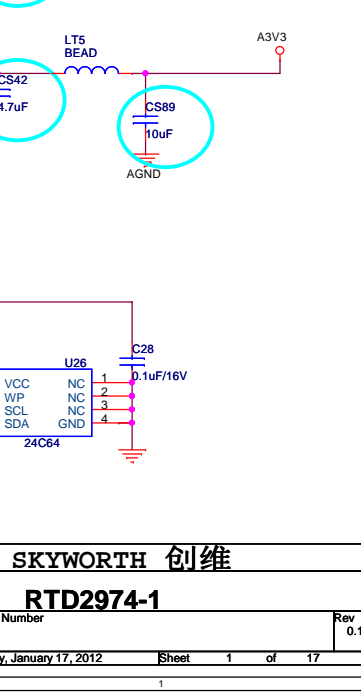 LT5
BEAD
A3V3
CS42
4.7uF
CS89
10uF
AGND
C28
0.1uF/16V
U26
VCC NC 1
WP NC 2
SCL NC 3
SDA GND 4
24C64
SKYWORTH 创维
RTD2974-1
Number
Rev
0.1
y, January 17, 2012 Sheet 1 of 17
1